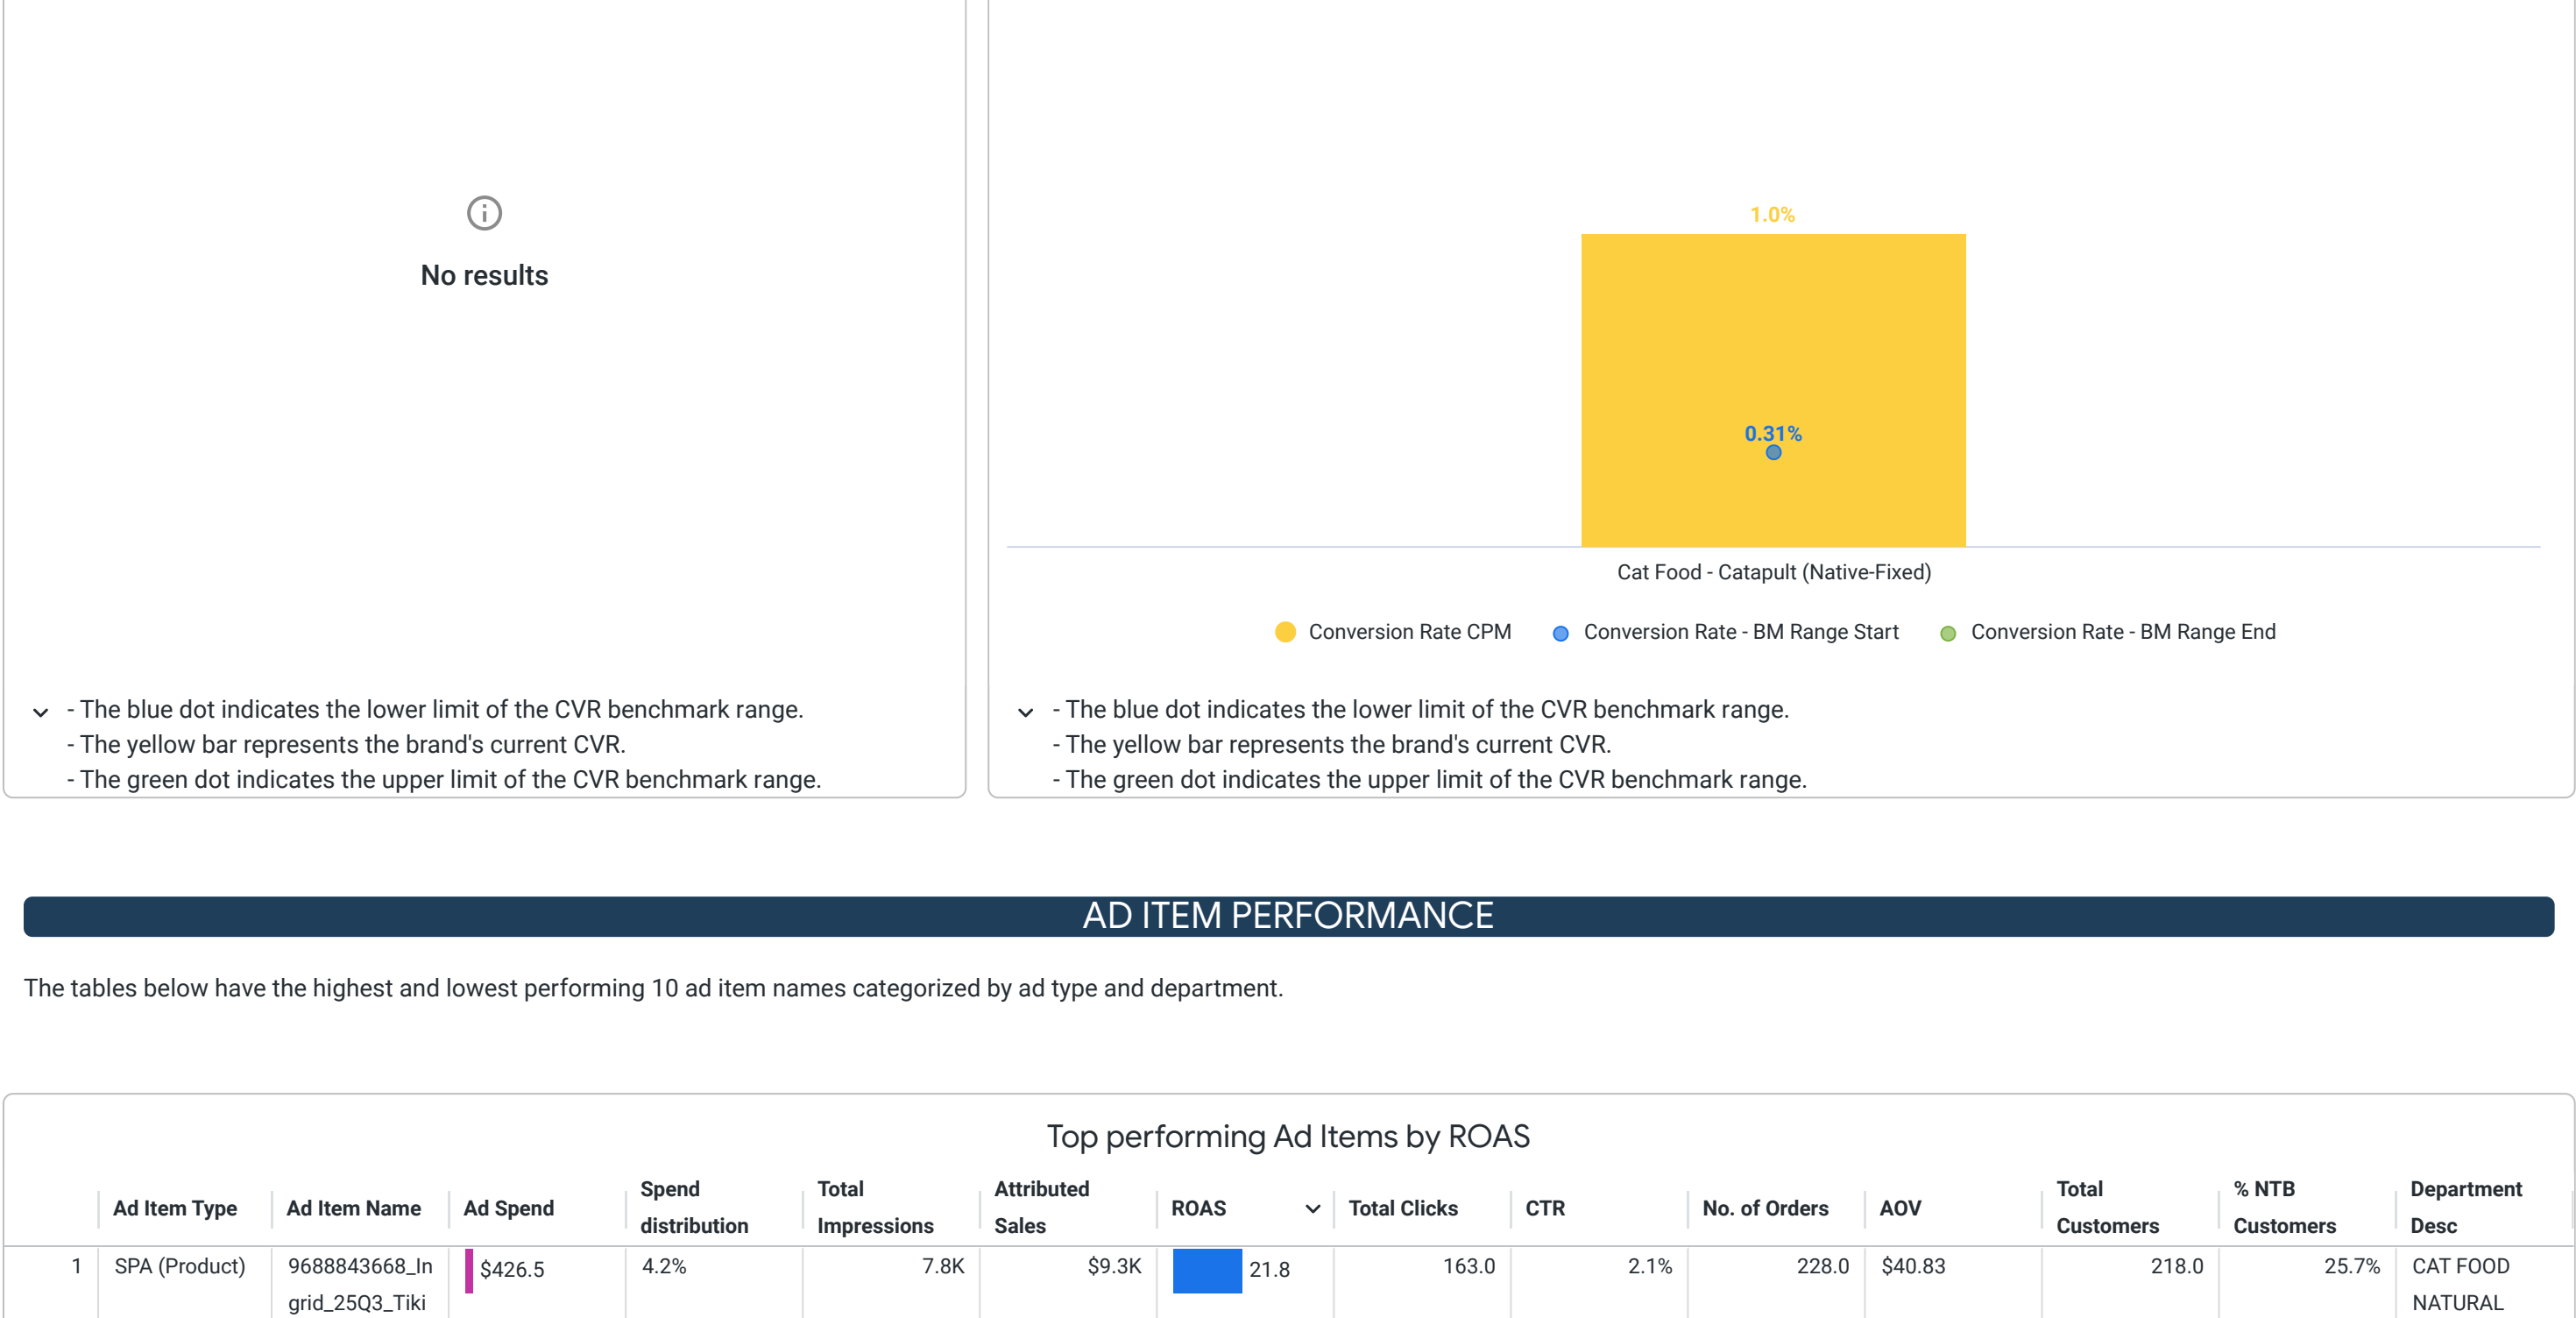 No results
- The blue dot indicates the lower limit of the CVR benchmark range.
- The yellow bar represents the brand's current CVR.
- The green dot indicates the upper limit of the CVR benchmark range.
1.0%
0.31%
Cat Food - Catapult (Native-Fixed)
Conversion Rate CPM Conversion Rate - BM Range Start Conversion Rate - BM Range End
- The blue dot indicates the lower limit of the CVR benchmark range.
- The yellow bar represents the brand's current CVR.
- The green dot indicates the upper limit of the CVR benchmark range.
AD ITEM PERFORMANCE
The tables below have the highest and lowest performing 10 ad item names categorized by ad type and department.
Top performing Ad Items by ROAS
Ad Item Type Ad Item Name Ad Spend Spend distribution Total Impressions Attributed Sales ROAS Total Clicks CTR No. of Orders AOV Total Customers % NTB Customers Department Desc
1 SPA (Product) 9688843668_In $426.5 4.2% 7.8K $9.3K 21.8 163.0 2.1% 228.0 $40.83 218.0 25.7% CAT FOOD
grid_25Q3_Tiki NATURAL